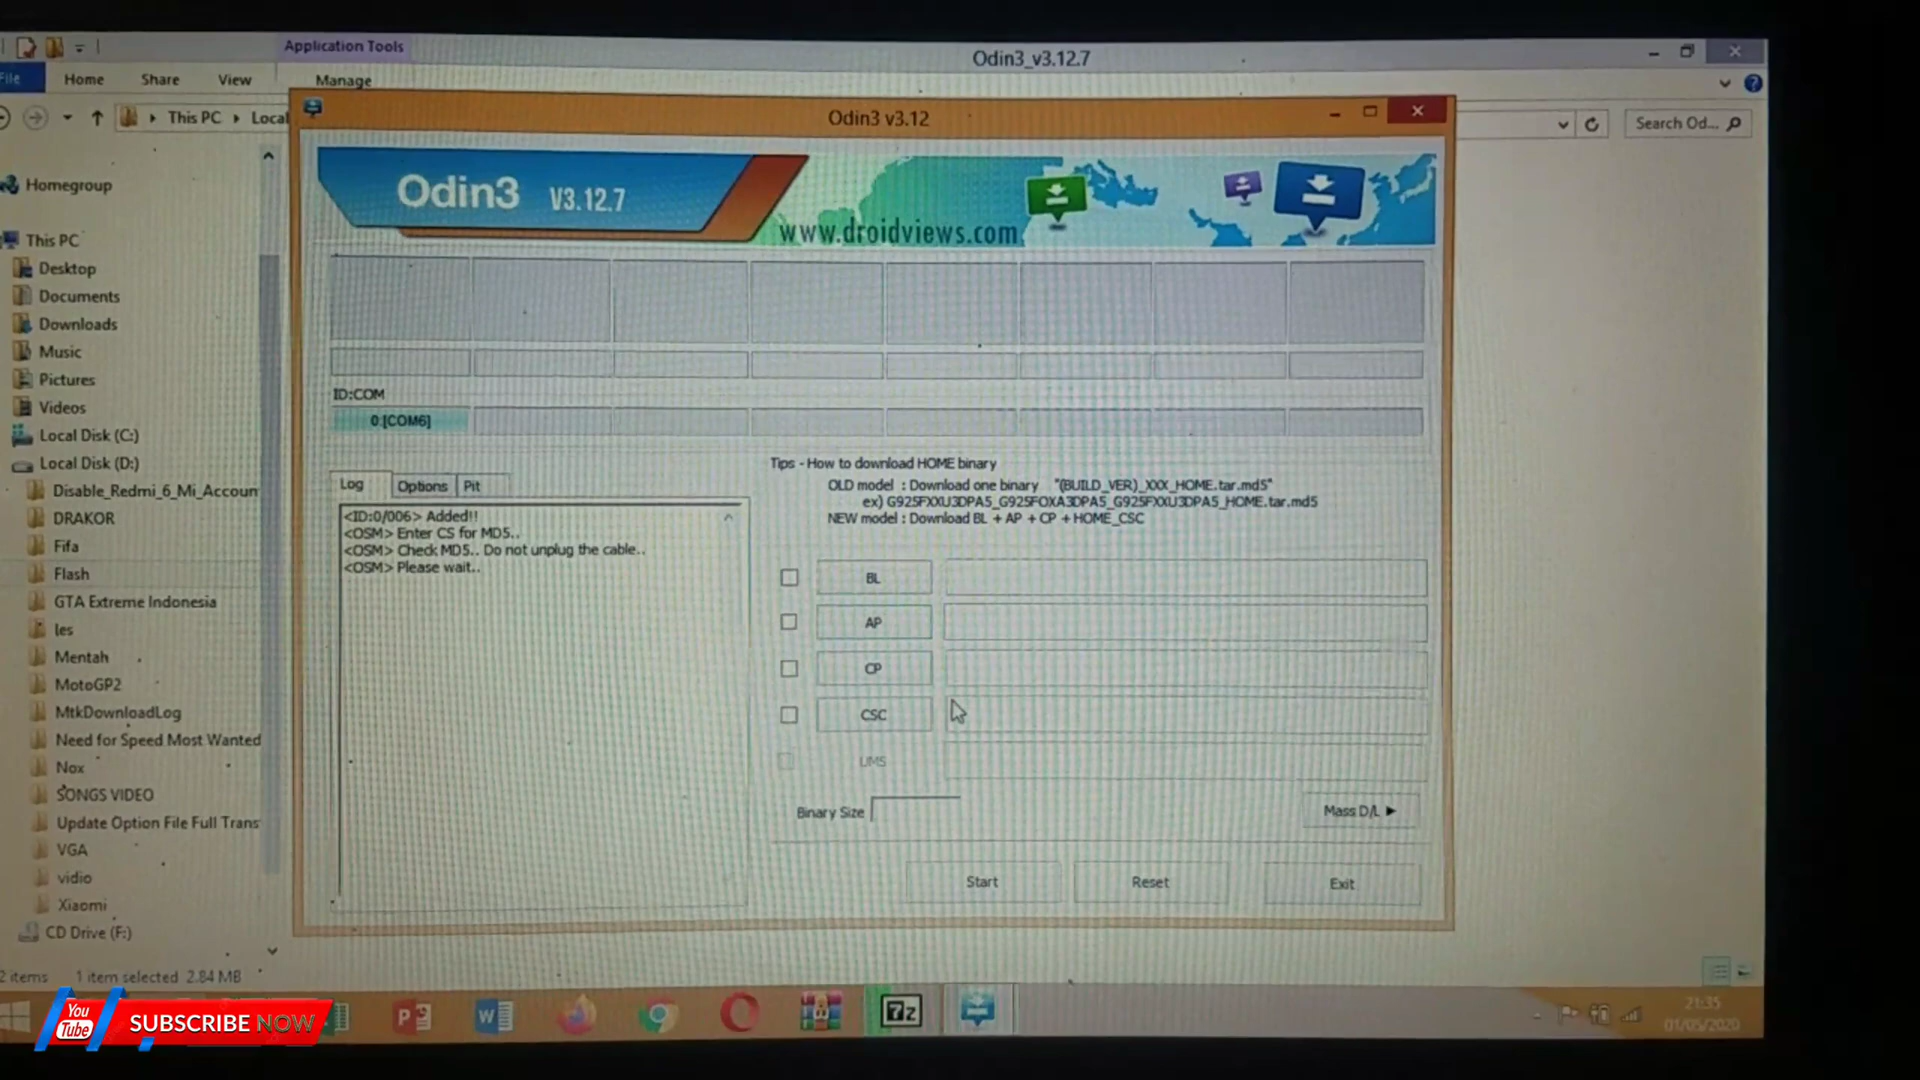 Application Tools
Odin3_v3.12.7
File
Home
Share
View
Manage
This PC
Local
Search Od...
Odin3 v3.12
Odin3 V3.12.7
www.droidviews.com
Homegroup
This PC
Desktop
Documents
Downloads
Music
Pictures
Videos
Local Disk (C:)
Local Disk (D:)
Disable_Redmi_6_Mi_Accoun
DRAKOR
Fifa
Flash
GTA Extreme Indonesia
les
Mentah
MotoGP2
MtkDownloadLog
Need for Speed Most Wanted
Nox
SONGS VIDEO
Update Option File Full Trans
VGA
vidio
Xiaomi
CD Drive (F:)
2 items
1 item selected 2.84 MB
ID:COM
0:[COM6]
Log
Options
Pit
<ID:0/006> Added!!
<OSM> Enter CS for MD5..
<OSM> Check MD5.. Do not unplug the cable..
<OSM> Please wait..
Tips - How to download HOME binary
OLD model : Download one binary "(BUILD_VER)_XXX_HOME.tar.md5"
ex) G925FXXU3DPA5_G925FOXA3DPA5_G925FXXU3DPA5_HOME.tar.md5
NEW model : Download BL + AP + CP + HOME_CSC
BL
AP
CP
CSC
UMS
Binary Size
Mass D/L
Start
Reset
Exit
You
Tube
SUBSCRIBE NOW
7z
21:35
01/05/2020